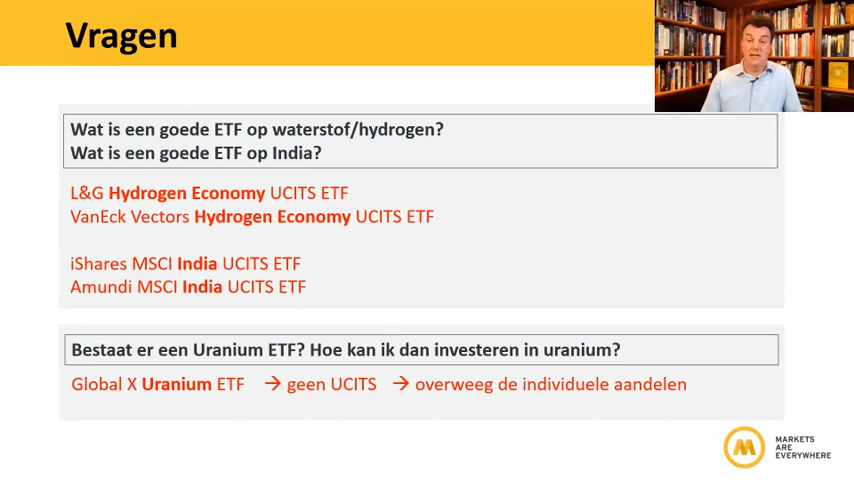 Vragen
Wat is een goede ETF op waterstof/hydrogen?
Wat is een goede ETF op India?
L&G Hydrogen Economy UCITS ETF
VanEck Vectors Hydrogen Economy UCITS ETF
iShares MSCI India UCITS ETF
Amundi MSCI India UCITS ETF
Bestaat er een Uranium ETF? Hoe kan ik dan investeren in uranium?
Global X Uranium ETF → geen UCITS → overweeg de individuele aandelen
MARKETS
ARE
EVERYWHERE